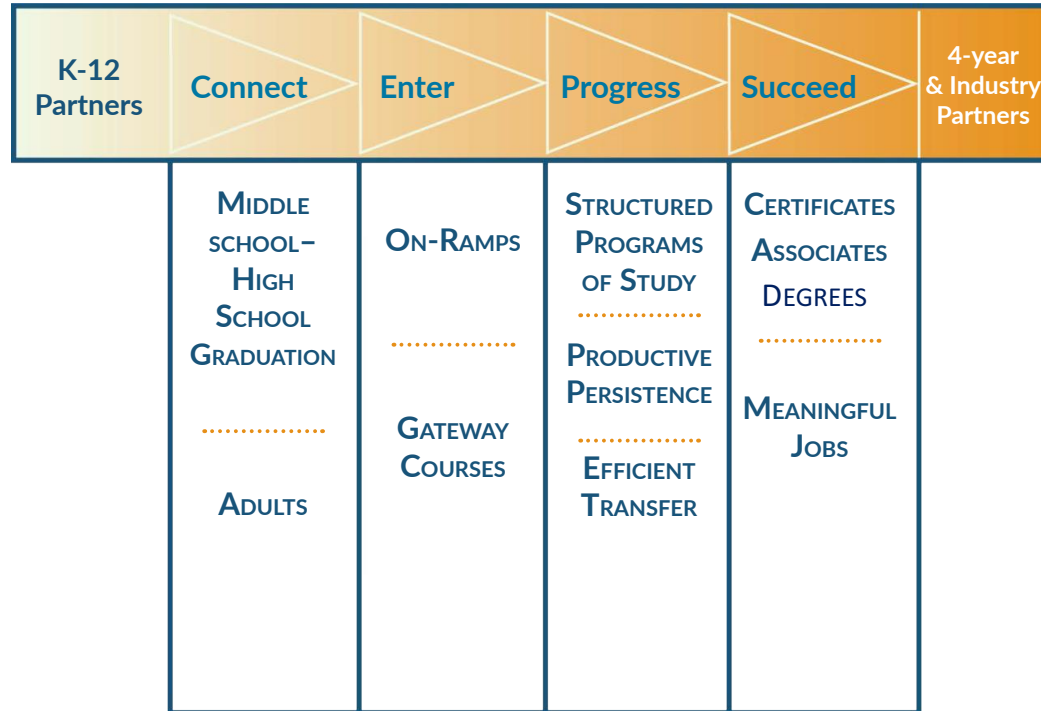 K-12
Partners
Connect
Enter
Progress
Succeed
4-year
& Industry
Partners
MIDDLE
SCHOOL–
HIGH
SCHOOL
GRADUATION
ADULTS
ON-RAMPS
GATEWAY
COURSES
STRUCTURED
PROGRAMS
OF STUDY
PRODUCTIVE
PERSISTENCE
EFFICIENT
TRANSFER
CERTIFICATES
ASSOCIATES
DEGREES
MEANINGFUL
JOBS